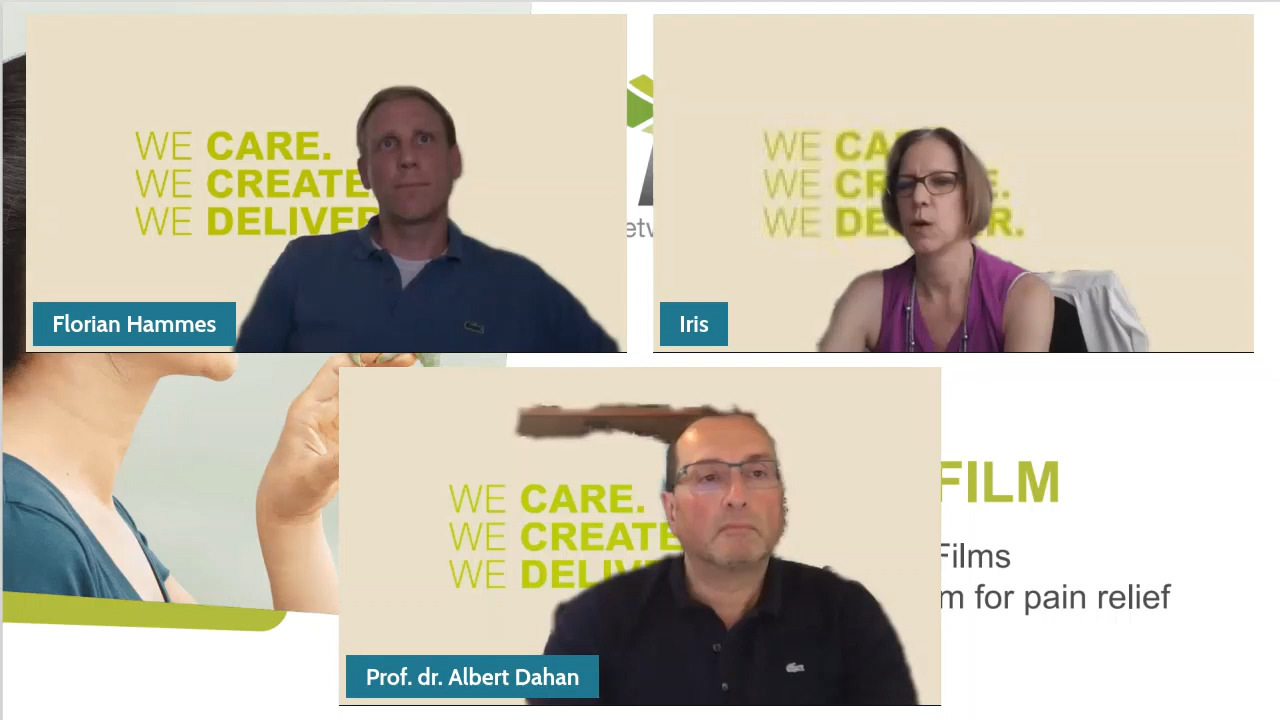 WE CARE.
WE CREATE
WE DELIVER
Florian Hammes
WE CA
WE CR E.
WE DE ER.
Iris
WE CARE.
WE CREATE
WE DELIV
Prof. dr. Albert Dahan
FILM
Films
m for pain relief